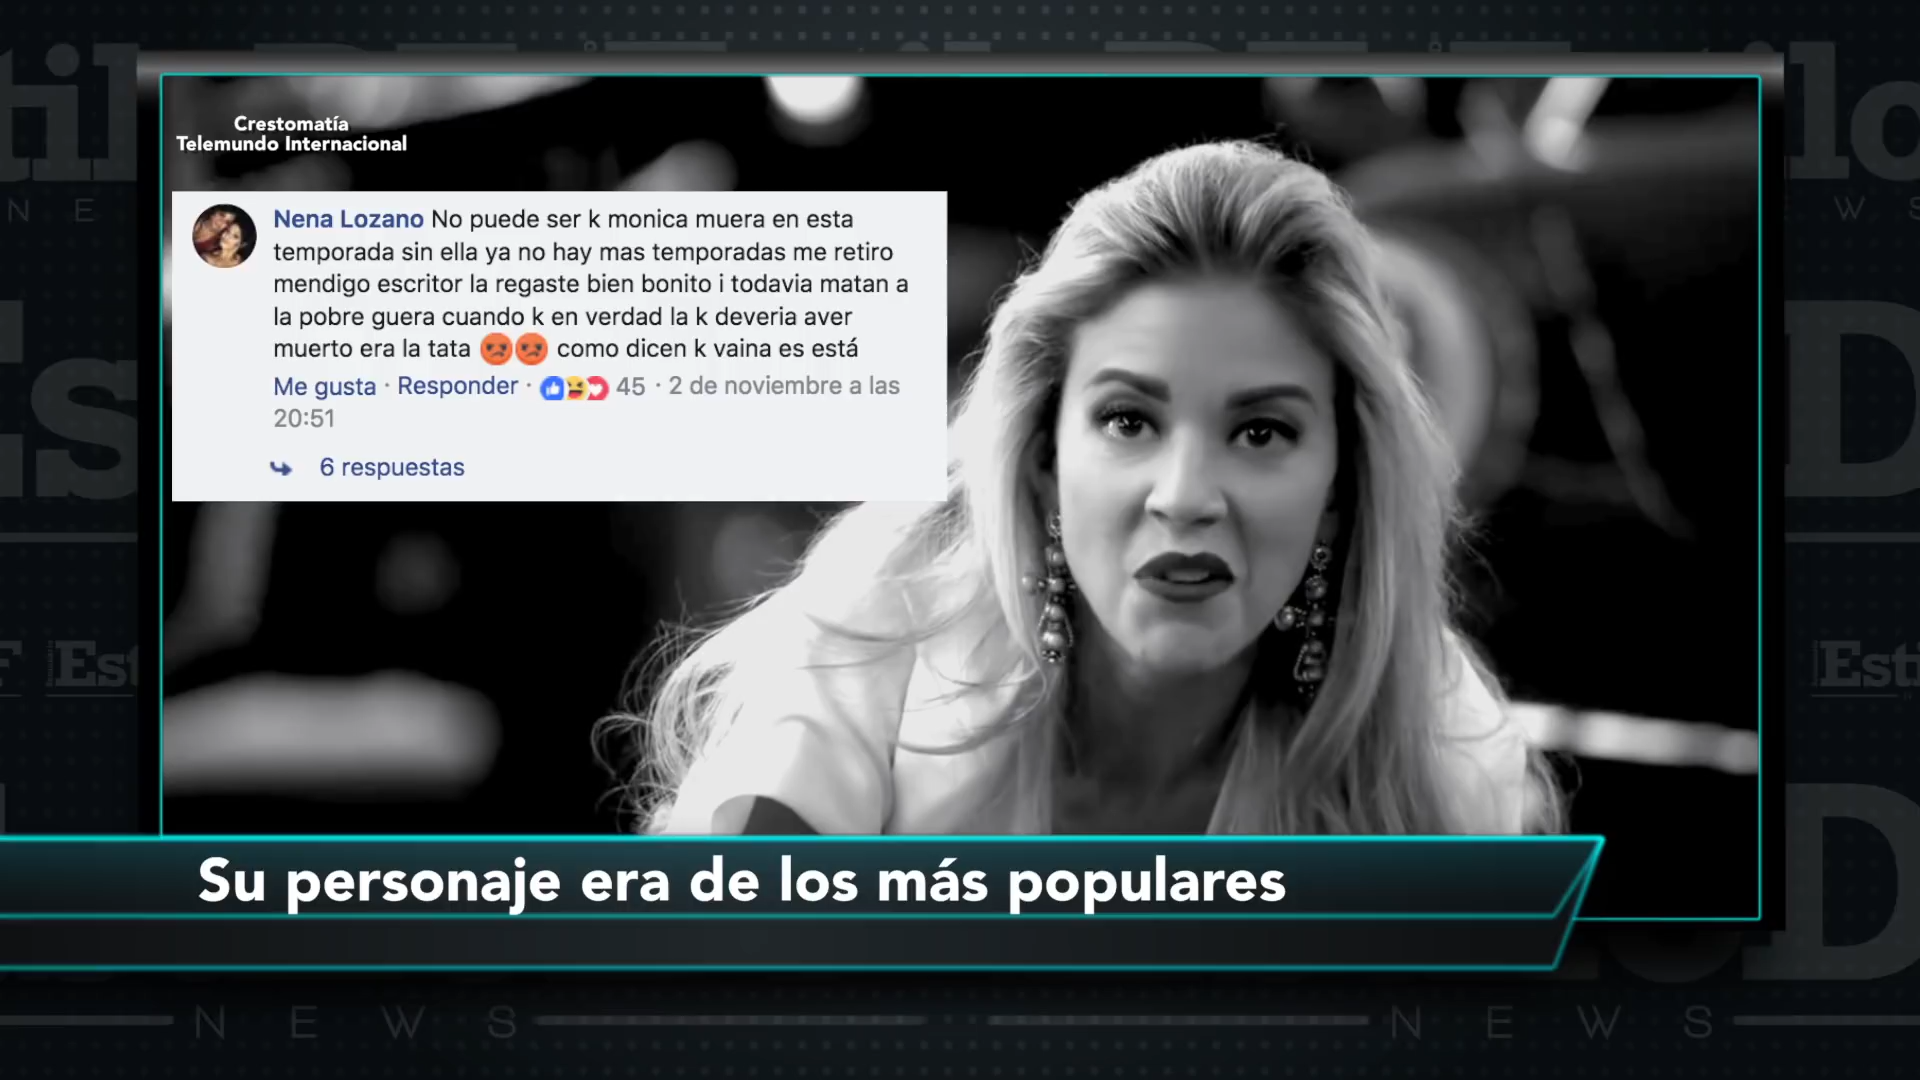 Crestomatía
Telemundo Internacional
Nena Lozano No puede ser k monica muera en esta
temporada sin ella ya no hay mas temporadas me retiro
mendigo escritor la regaste bien bonito i todavia matan a
la pobre guera cuando k en verdad la k deveria aver
muerto era la tata 😡😡 como dicen k vaina es está
Me gusta · Responder · 45 · 2 de noviembre a las
20:51
6 respuestas
Su personaje era de los más populares
NEWS
NEWS